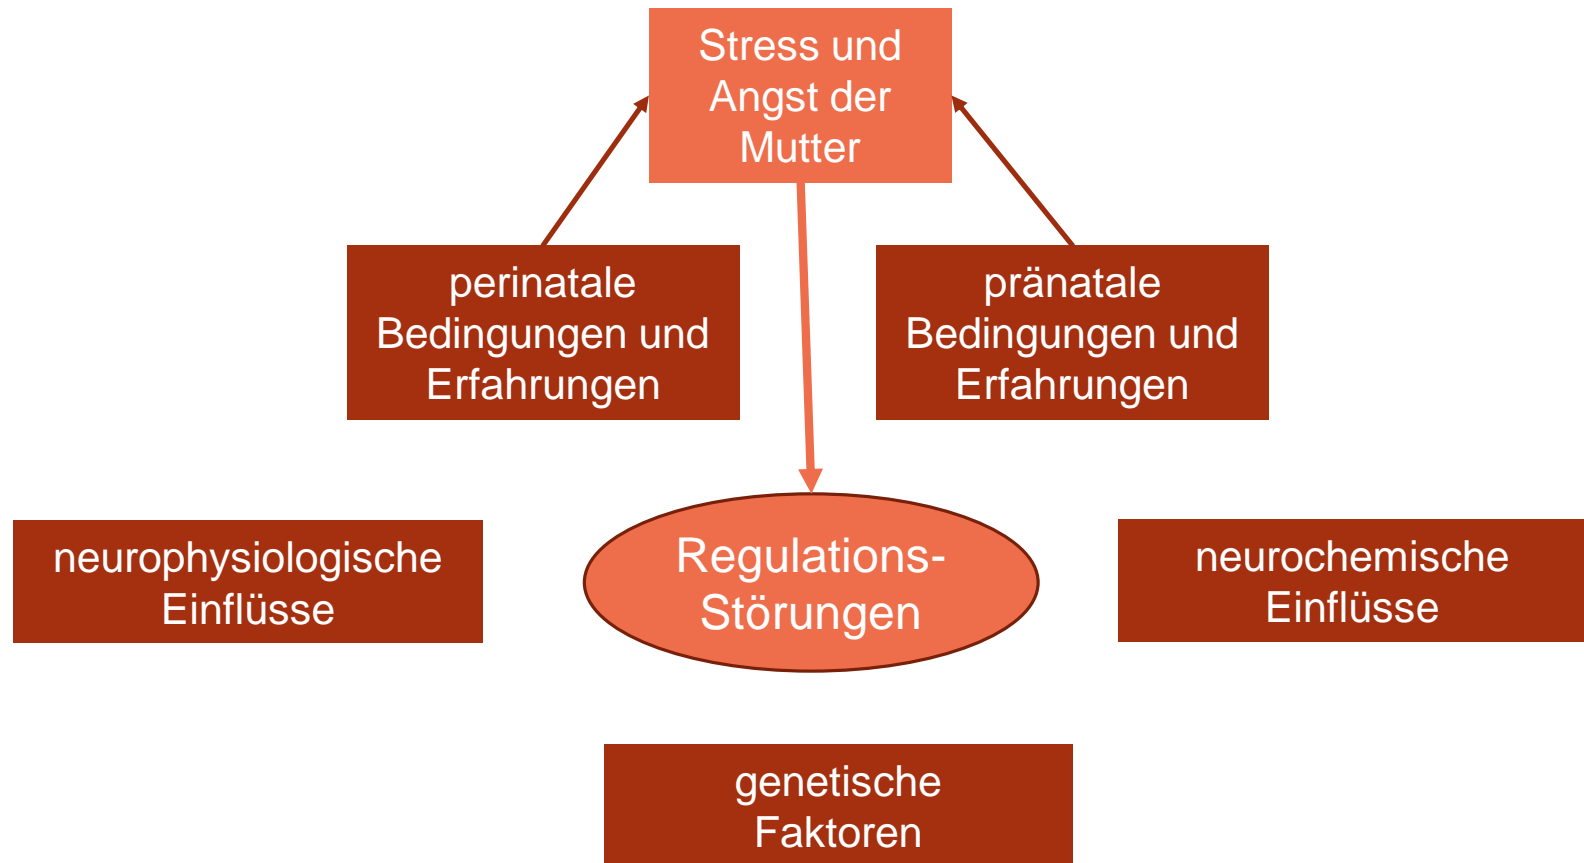 Stress und
Angst der
Mutter
perinatale
Bedingungen und
Erfahrungen
pränatale
Bedingungen und
Erfahrungen
neurophysiologische
Einflüsse
Regulations-
Störungen
neurochemische
Einflüsse
genetische
Faktoren